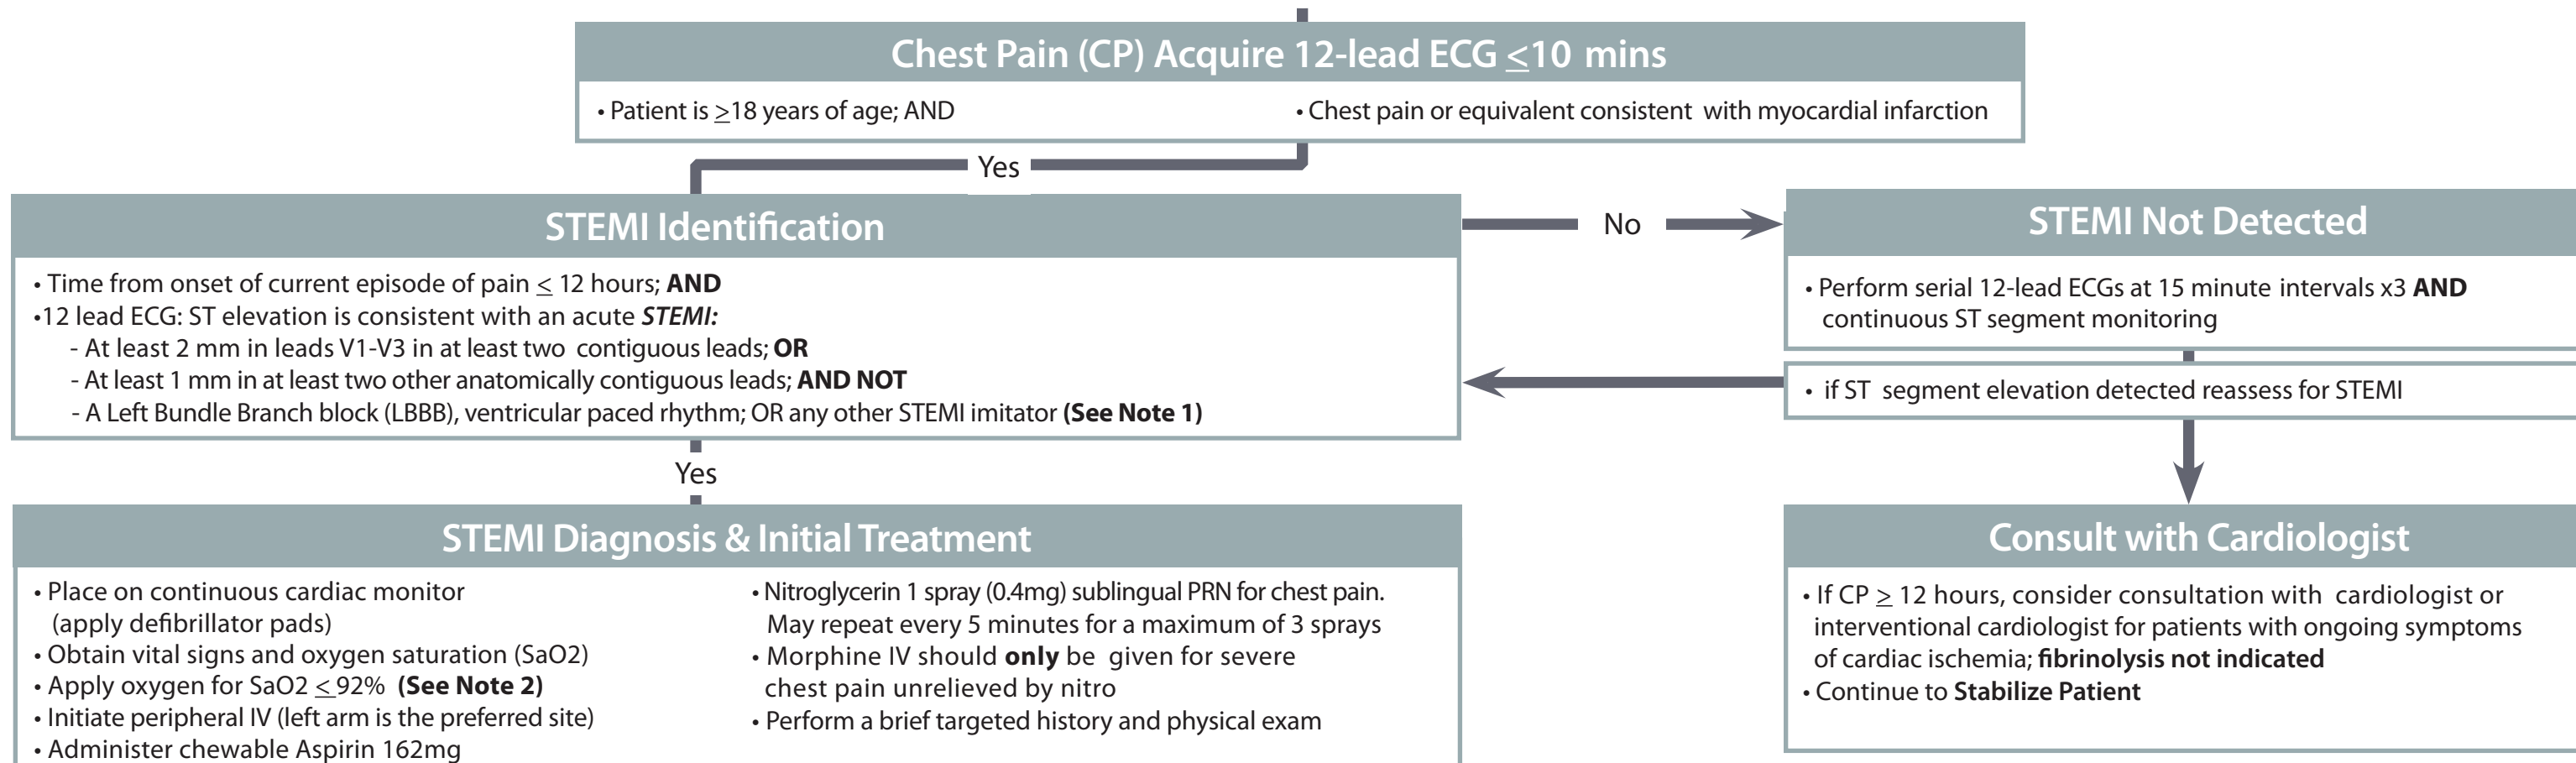 Chest Pain (CP) Acquire 12-lead ECG ≤10 mins
• Patient is ≥18 years of age; AND
• Chest pain or equivalent consistent with myocardial infarction
Yes
STEMI Identification
• Time from onset of current episode of pain ≤ 12 hours; AND
•12 lead ECG: ST elevation is consistent with an acute STEMI:
- At least 2 mm in leads V1-V3 in at least two contiguous leads; OR
- At least 1 mm in at least two other anatomically contiguous leads; AND NOT
- A Left Bundle Branch block (LBBB), ventricular paced rhythm; OR any other STEMI imitator (See Note 1)
No
STEMI Not Detected
• Perform serial 12-lead ECGs at 15 minute intervals x3 AND
continuous ST segment monitoring
• if ST segment elevation detected reassess for STEMI
Yes
STEMI Diagnosis & Initial Treatment
• Place on continuous cardiac monitor
(apply defibrillator pads)
• Obtain vital signs and oxygen saturation (SaO2)
• Apply oxygen for SaO2 ≤ 92% (See Note 2)
• Initiate peripheral IV (left arm is the preferred site)
• Administer chewable Aspirin 162mg
• Nitroglycerin 1 spray (0.4mg) sublingual PRN for chest pain.
May repeat every 5 minutes for a maximum of 3 sprays
• Morphine IV should only be given for severe
chest pain unrelieved by nitro
• Perform a brief targeted history and physical exam
Consult with Cardiologist
• If CP ≥ 12 hours, consider consultation with cardiologist or
interventional cardiologist for patients with ongoing symptoms
of cardiac ischemia; fibrinolysis not indicated
• Continue to Stabilize Patient